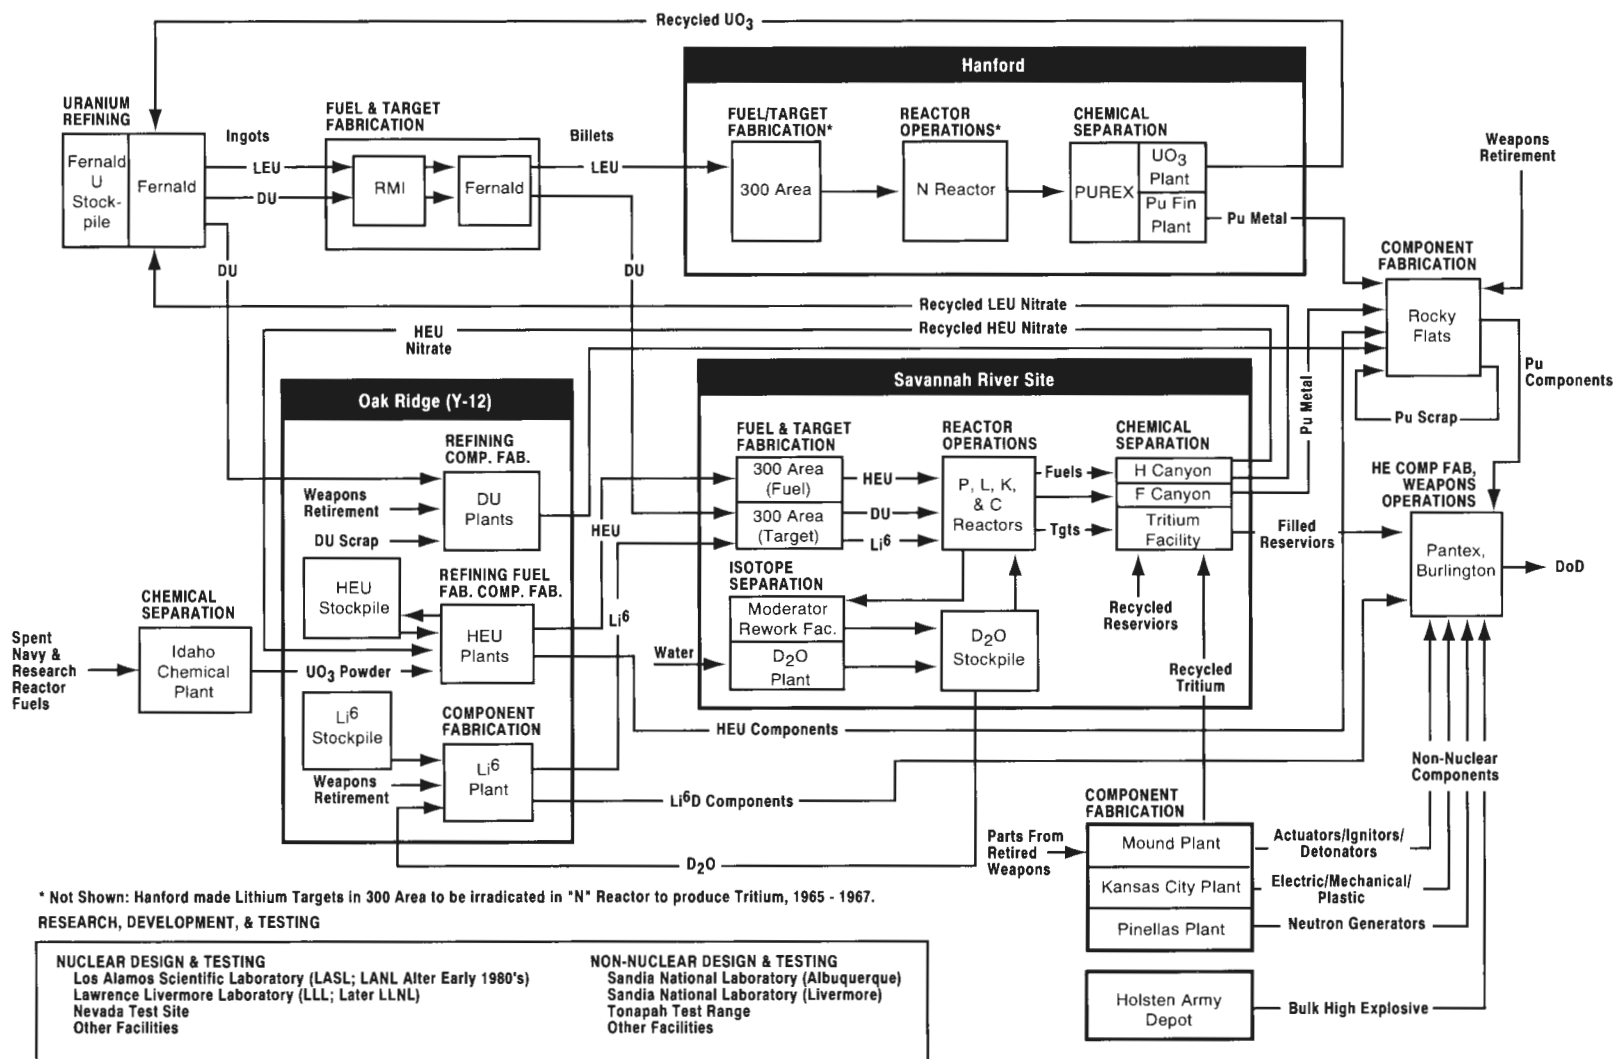 Recycled UO3
Hanford
URANIUM
REFINING
Fernald
U
Stock-
pile
Fernald
Ingots
LEU
DU
DU
FUEL & TARGET
FABRICATION
RMI
Fernald
Billets
LEU
DU
FUEL/TARGET
FABRICATION*
300 Area
REACTOR
OPERATIONS*
N Reactor
CHEMICAL
SEPARATION
PUREX
UO3
Plant
Pu Fin
Plant
Pu Metal
Weapons
Retirement
COMPONENT
FABRICATION
Rocky
Flats
Pu
Components
Pu Scrap
Recycled LEU Nitrate
Recycled HEU Nitrate
HEU
Nitrate
Oak Ridge (Y-12)
REFINING
COMP. FAB.
Weapons
Retirement
DU
Plants
DU Scrap
HEU
Stockpile
REFINING FUEL
FAB. COMP. FAB.
HEU
Plants
HEU
Li6
CHEMICAL
SEPARATION
Spent
Navy &
Research
Reactor
Fuels
Idaho
Chemical
Plant
UO3 Powder
Li6
Stockpile
COMPONENT
FABRICATION
Weapons
Retirement
Li6
Plant
Savannah River Site
FUEL & TARGET
FABRICATION
300 Area
(Fuel)
300 Area
(Target)
HEU
DU
Li6
REACTOR
OPERATIONS
P, L, K,
& C
Reactors
Fuels
Tgts
CHEMICAL
SEPARATION
H Canyon
F Canyon
Tritium
Facility
Pu Metal
ISOTOPE
SEPARATION
Moderator
Rework Fac.
D2O
Plant
Water
D2O
Stockpile
Recycled
Reserviors
Recycled
Tritium
Filled
Reserviors
HE COMP FAB,
WEAPONS
OPERATIONS
Pantex,
Burlington
DoD
HEU Components
Li6D Components
D2O
Non-Nuclear
Components
COMPONENT
FABRICATION
Parts From
Retired
Weapons
Mound Plant
Kansas City Plant
Pinellas Plant
Actuators/Ignitors/
Detonators
Electric/Mechanical/
Plastic
Neutron Generators
Holsten Army
Depot
Bulk High Explosive
* Not Shown: Hanford made Lithium Targets in 300 Area to be irradicated in "N" Reactor to produce Tritium, 1965 - 1967.
RESEARCH, DEVELOPMENT, & TESTING
NUCLEAR DESIGN & TESTING
Los Alamos Scientific Laboratory (LASL; LANL Alter Early 1980's)
Lawrence Livermore Laboratory (LLL; Later LLNL)
Nevada Test Site
Other Facilities
NON-NUCLEAR DESIGN & TESTING
Sandia National Laboratory (Albuquerque)
Sandia National Laboratory (Livermore)
Tonapah Test Range
Other Facilities